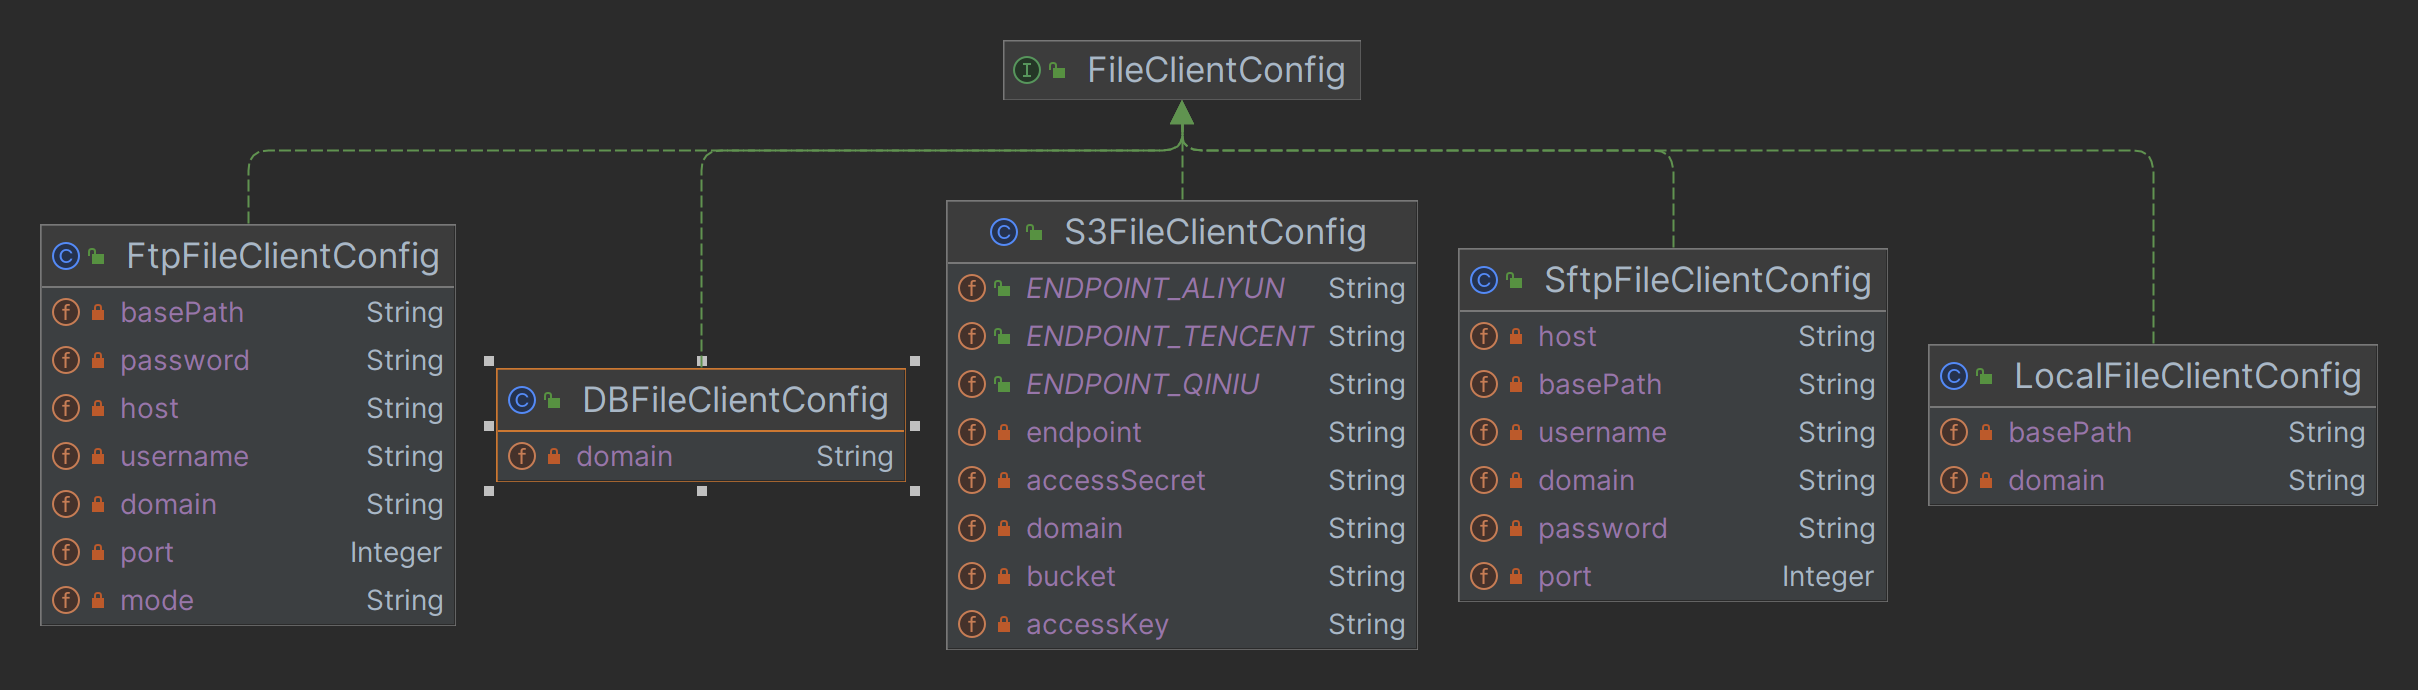 FileClientConfig
FtpFileClientConfig
basePath String
password String
host String
username String
domain String
port Integer
mode String
DBFileClientConfig
domain String
S3FileClientConfig
ENDPOINT_ALIYUN String
ENDPOINT_TENCENT String
ENDPOINT_QINIU String
endpoint String
accessSecret String
domain String
bucket String
accessKey String
SftpFileClientConfig
host String
basePath String
username String
domain String
password String
port Integer
LocalFileClientConfig
basePath String
domain String